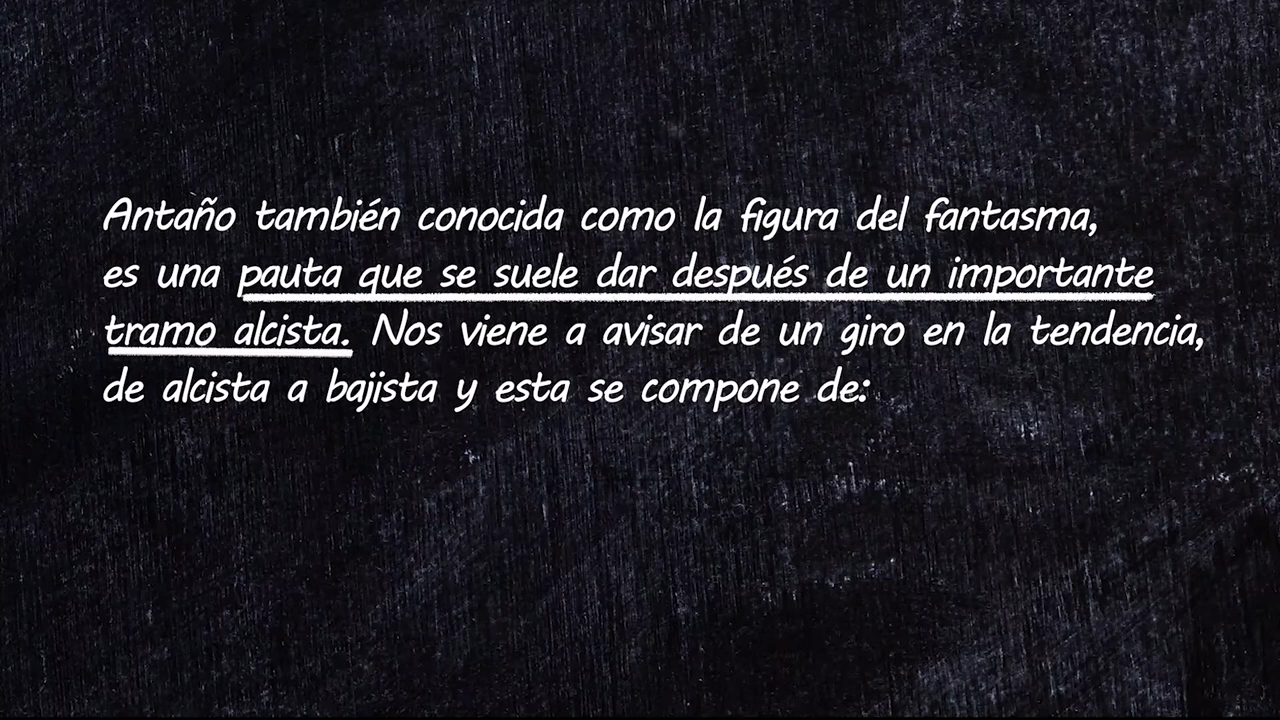 Antaño también conocida como la figura del fantasma,
es una pauta que se suele dar después de un importante
tramo alcista. Nos viene a avisar de un giro en la tendencia,
de alcista a bajista y esta se compone de: